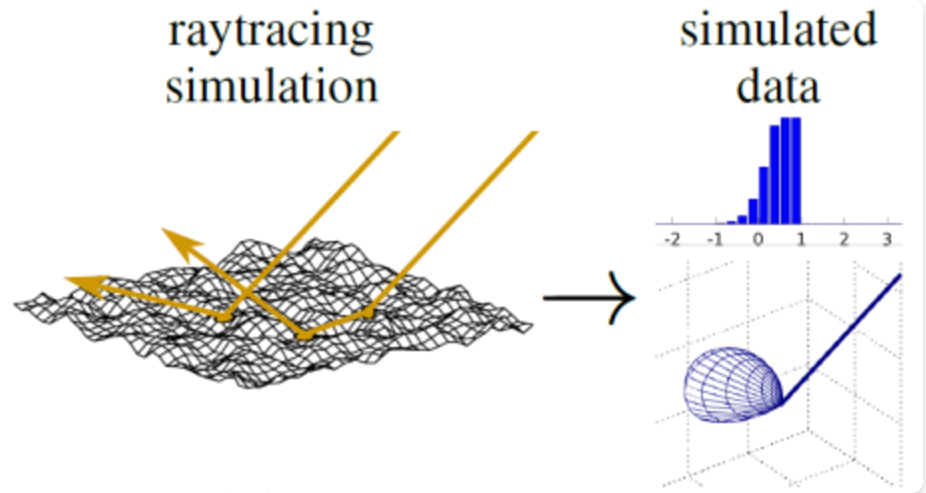 raytracing
simulation
simulated
data
-2 -1 0 1 2 3